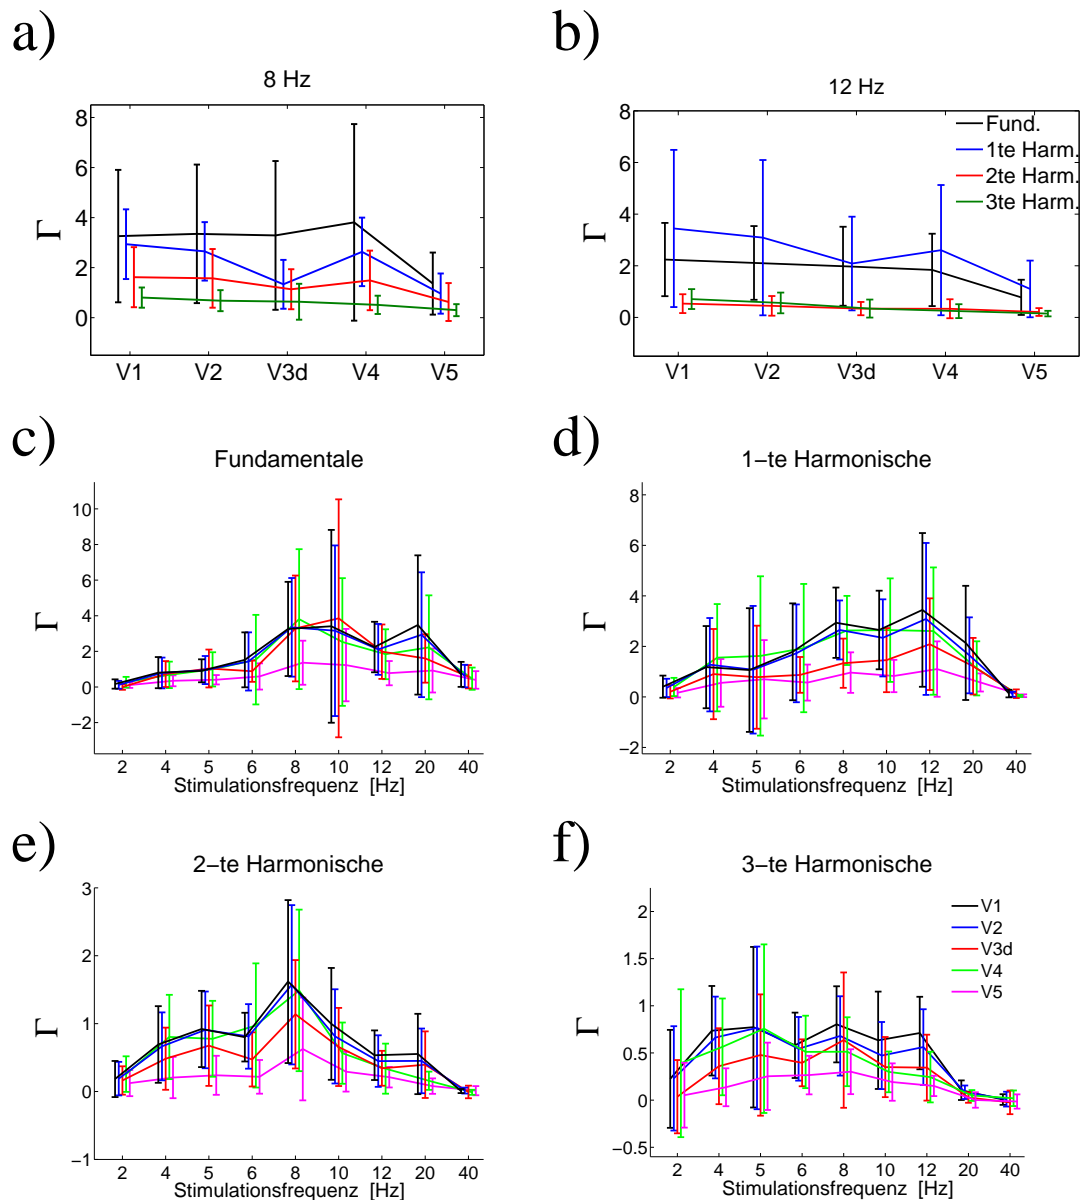 a)
8 Hz
8
6
4
2
0
Γ
V1 V2 V3d V4 V5
b)
12 Hz
8
6
4
2
0
Γ
V1 V2 V3d V4 V5
Fund.
1te Harm.
2te Harm.
3te Harm.
c)
Fundamentale
10
8
6
4
2
0
−2
Γ
2 4 5 6 8 10 12 20 40
Stimulationsfrequenz [Hz]
d)
1−te Harmonische
8
6
4
2
0
−2
Γ
2 4 5 6 8 10 12 20 40
Stimulationsfrequenz [Hz]
e)
2−te Harmonische
3
2
1
0
−1
Γ
2 4 5 6 8 10 12 20 40
Stimulationsfrequenz [Hz]
f)
3−te Harmonische
2
1.5
1
0.5
0
−0.5
Γ
V1
V2
V3d
V4
V5
2 4 5 6 8 10 12 20 40
Stimulationsfrequenz [Hz]